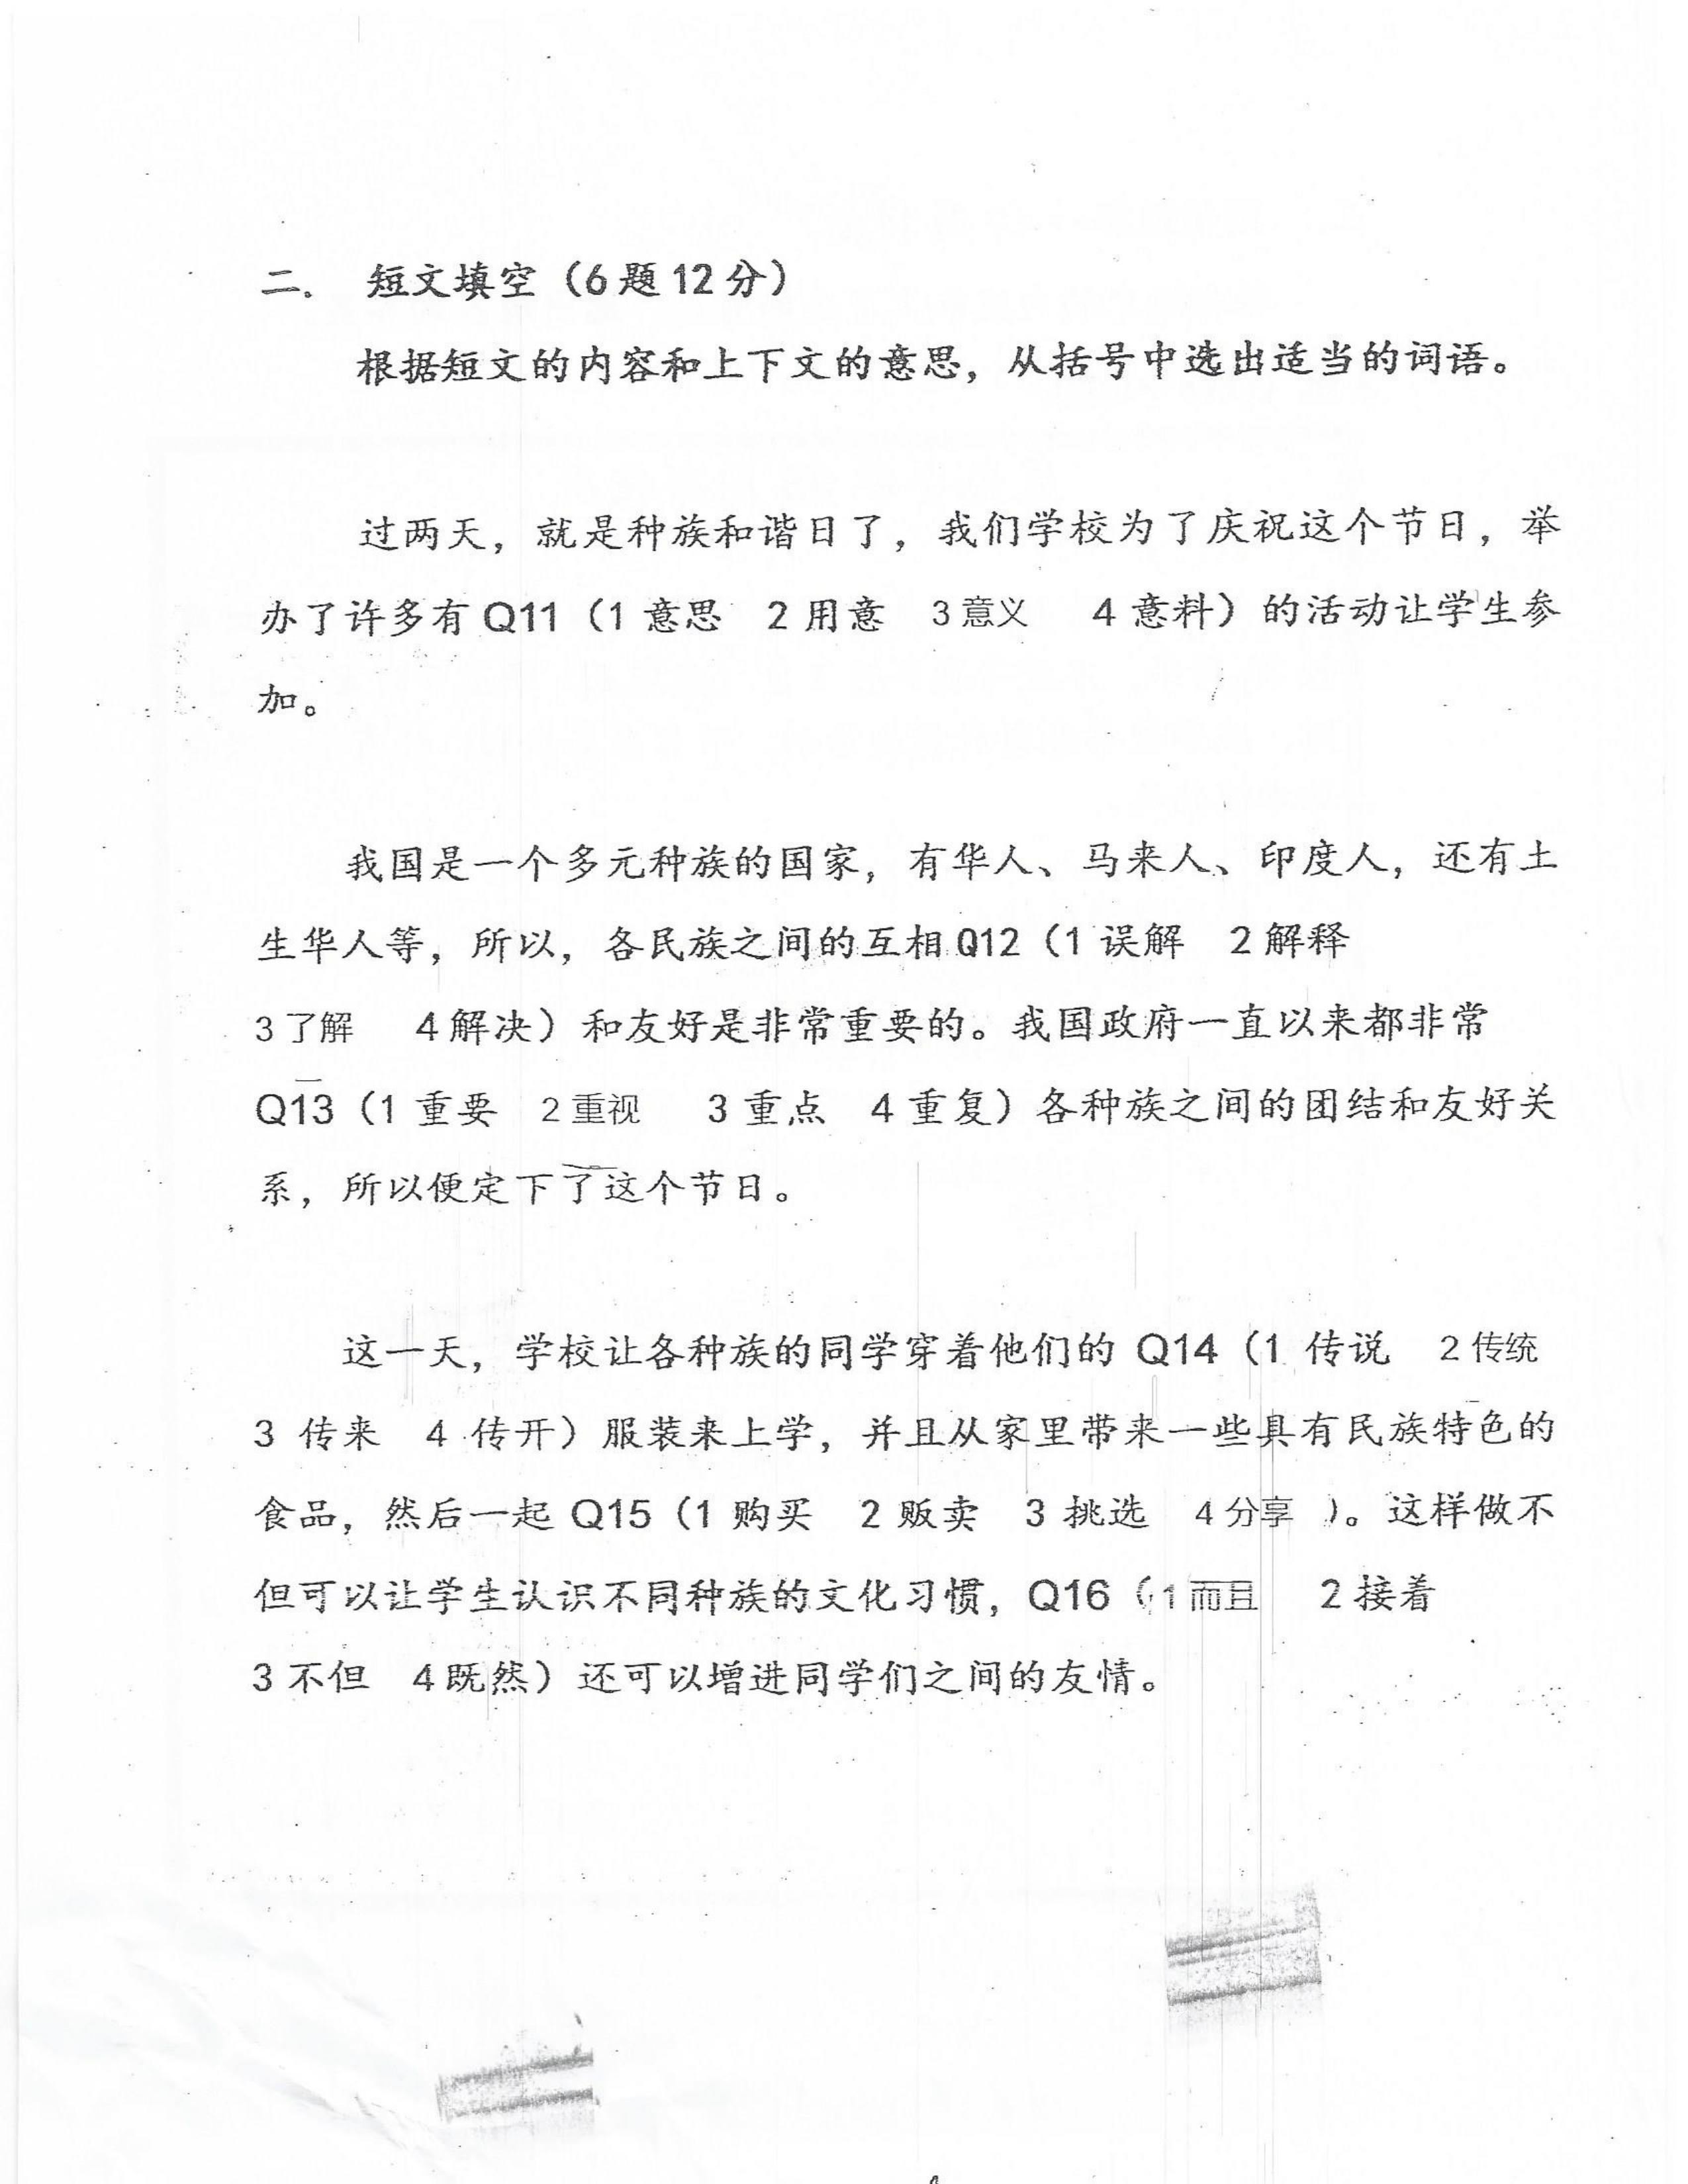 二. 短文填空（6题12分）
根据短文的内容和上下文的意思，从括号中选出适当的词语。
过两天，就是种族和谐日了，我们学校为了庆祝这个节日，举
办了许多有Q11（1 意思 2 用意 3 意义 4 意料）的活动让学生参
加。
我国是一个多元种族的国家，有华人、马来人、印度人，还有土
生华人等，所以，各民族之间的互相Q12（1 误解 2 解释
3 了解 4 解决）和友好是非常重要的。我国政府一直以来都非常
Q13（1 重要 2 重视 3 重点 4 重复）各种族之间的团结和友好关
系，所以便定下了这个节日。
这一天，学校让各种族的同学穿着他们的 Q14（1 传说 2 传统
3 传来 4 传开）服装来上学，并且从家里带来一些具有民族特色的
食品，然后一起 Q15（1 购买 2 贩卖 3 挑选 4 分享 ）。这样做不
但可以让学生认识不同种族的文化习惯，Q16（1 而且 2 接着
3 不但 4 既然）还可以增进同学们之间的友情。